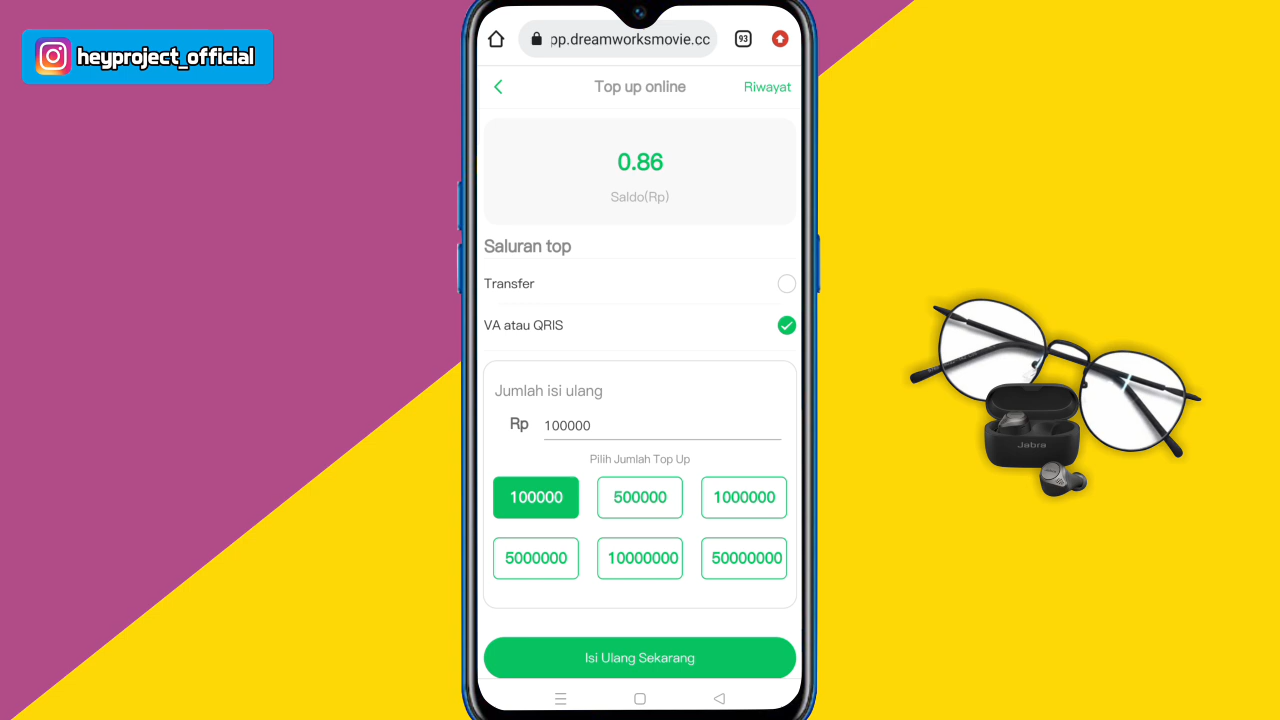 heyproject_official
pp.dreamworksmovie.cc
93
Top up online
Riwayat
0.86
Saldo(Rp)
Saluran top
Transfer
VA atau QRIS
Jumlah isi ulang
Rp 100000
Pilih Jumlah Top Up
100000 500000 1000000
5000000 10000000 50000000
Isi Ulang Sekarang
Jabra